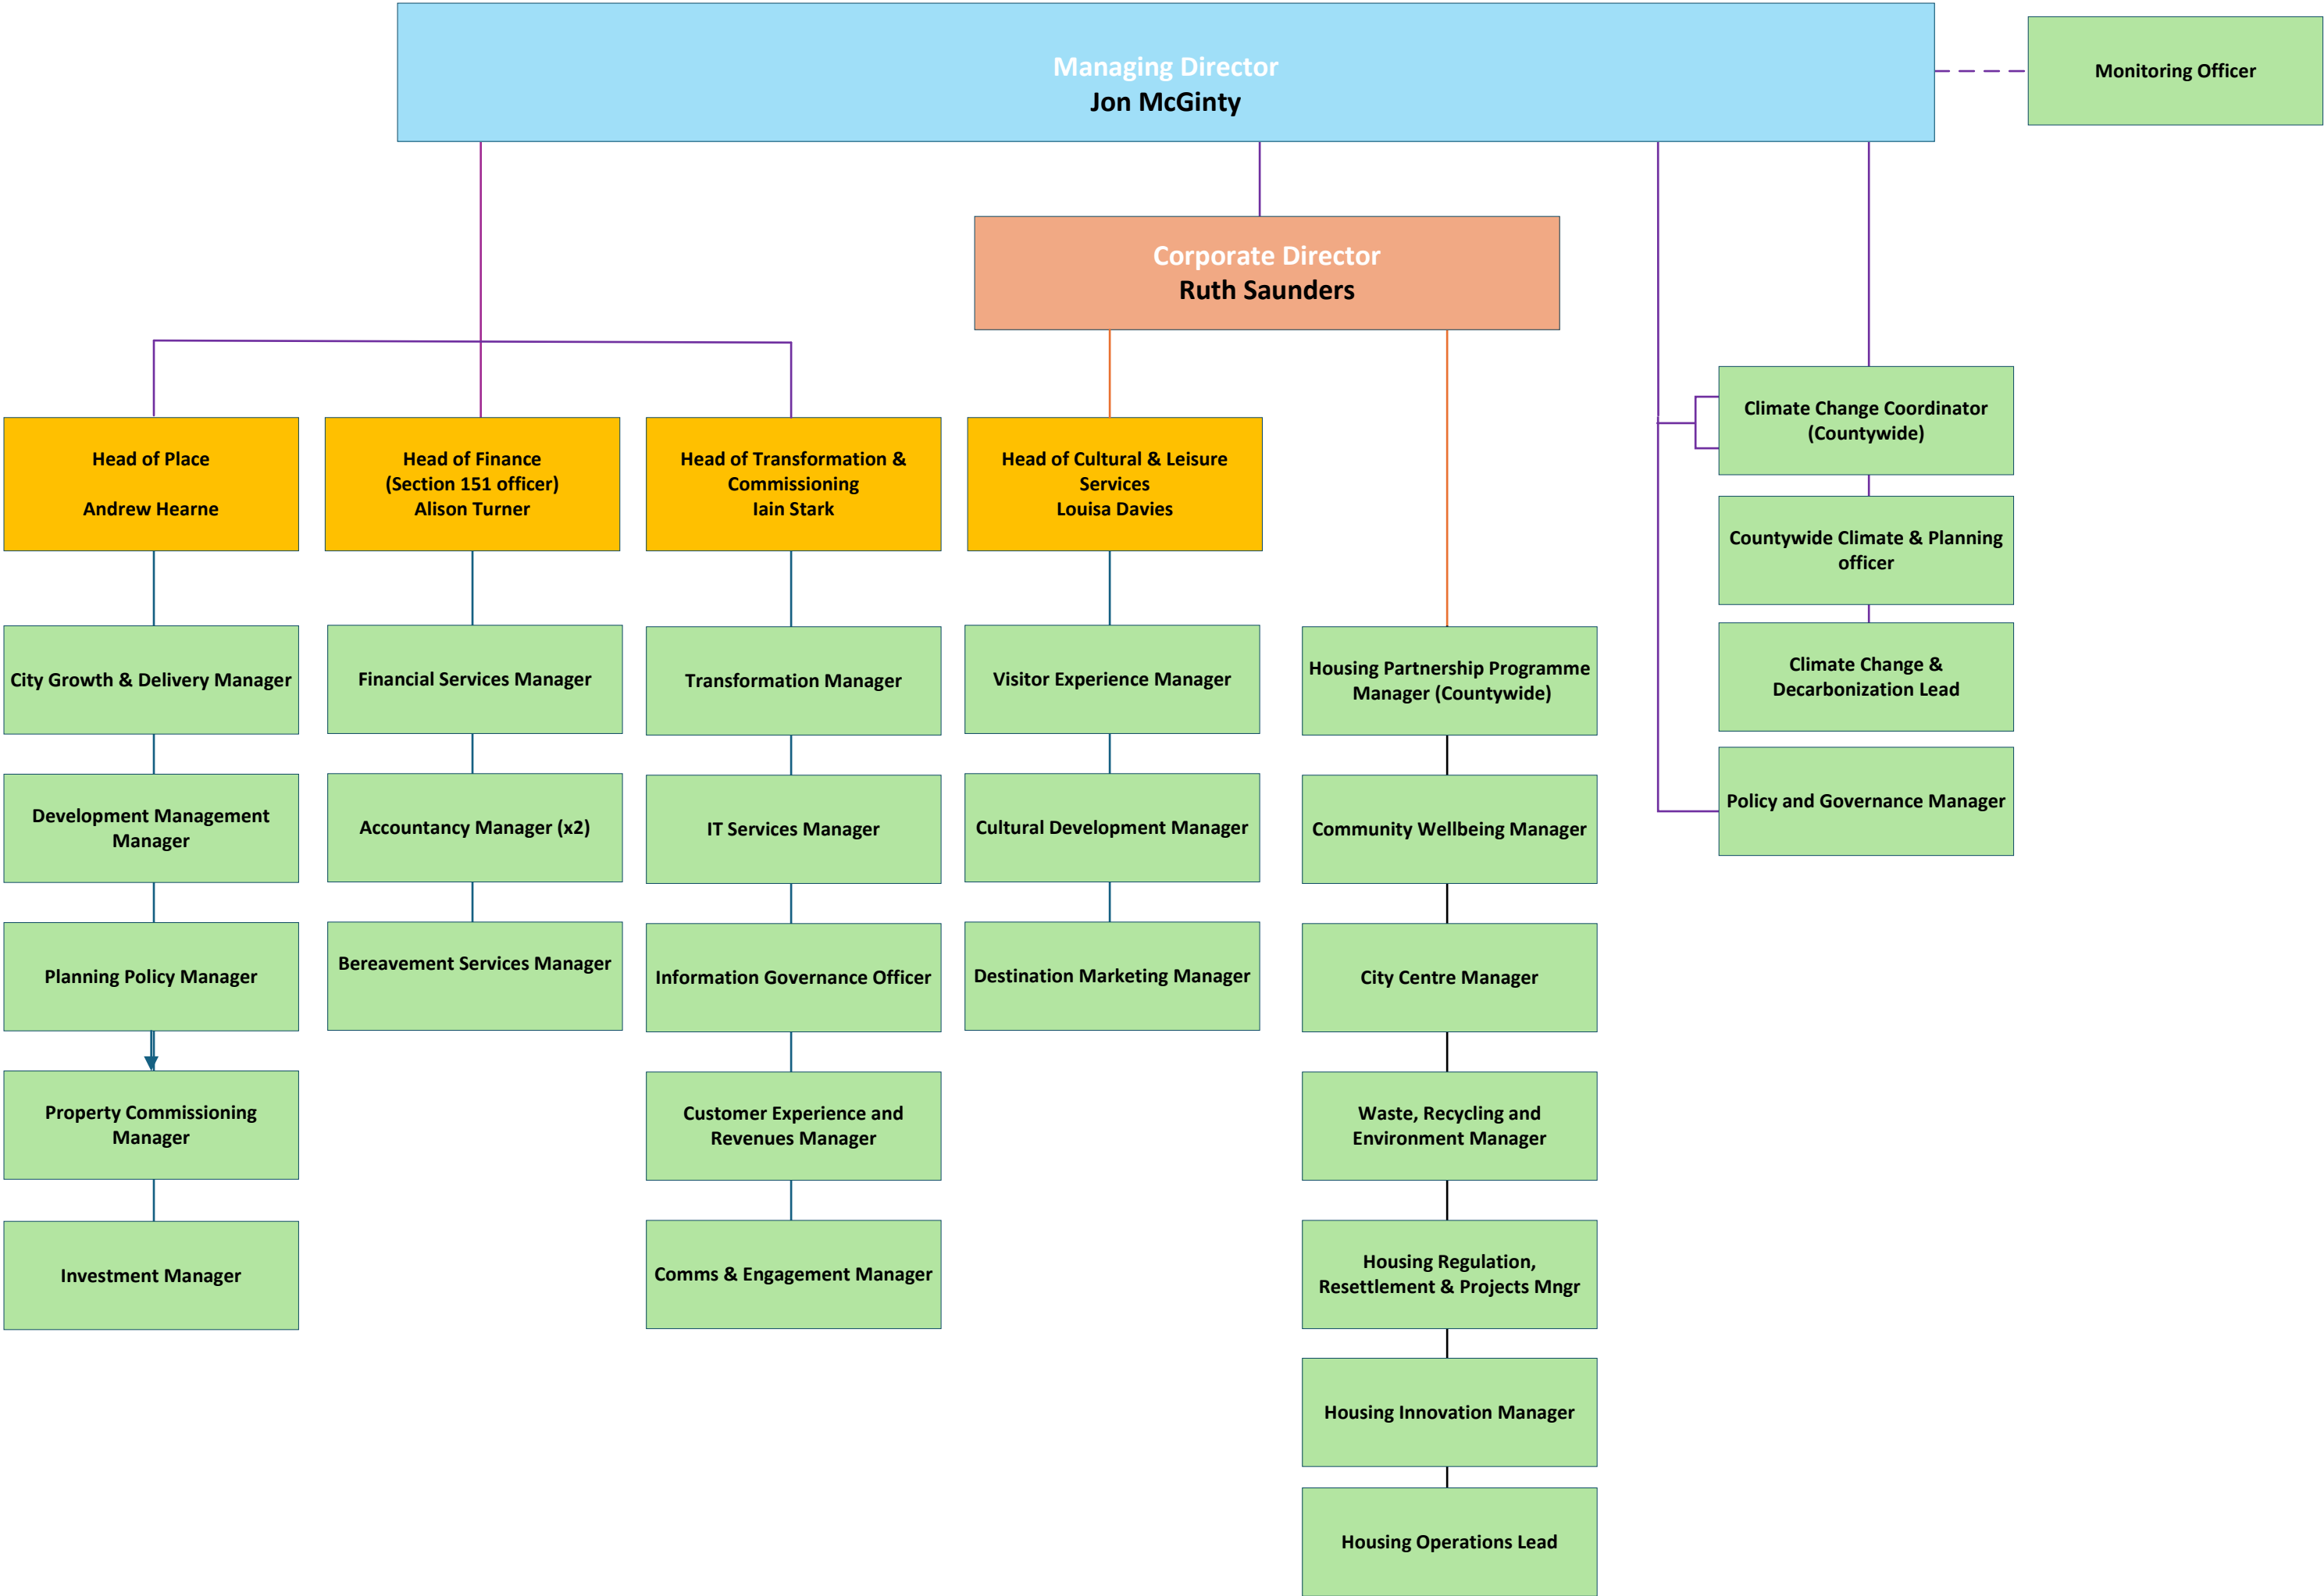 Managing Director
Jon McGinty
Monitoring Officer
Corporate Director
Ruth Saunders
Head of Place
Andrew Hearne
Head of Finance
(Section 151 officer)
Alison Turner
Head of Transformation &
Commissioning
Iain Stark
Head of Cultural & Leisure
Services
Louisa Davies
City Growth & Delivery Manager
Development Management
Manager
Planning Policy Manager
Property Commissioning
Manager
Investment Manager
Financial Services Manager
Accountancy Manager (x2)
Bereavement Services Manager
Transformation Manager
IT Services Manager
Information Governance Officer
Customer Experience and
Revenues Manager
Comms & Engagement Manager
Visitor Experience Manager
Cultural Development Manager
Destination Marketing Manager
Housing Partnership Programme
Manager (Countywide)
Community Wellbeing Manager
City Centre Manager
Waste, Recycling and
Environment Manager
Housing Regulation,
Resettlement & Projects Mngr
Housing Innovation Manager
Housing Operations Lead
Climate Change Coordinator
(Countywide)
Countywide Climate & Planning
officer
Climate Change &
Decarbonization Lead
Policy and Governance Manager